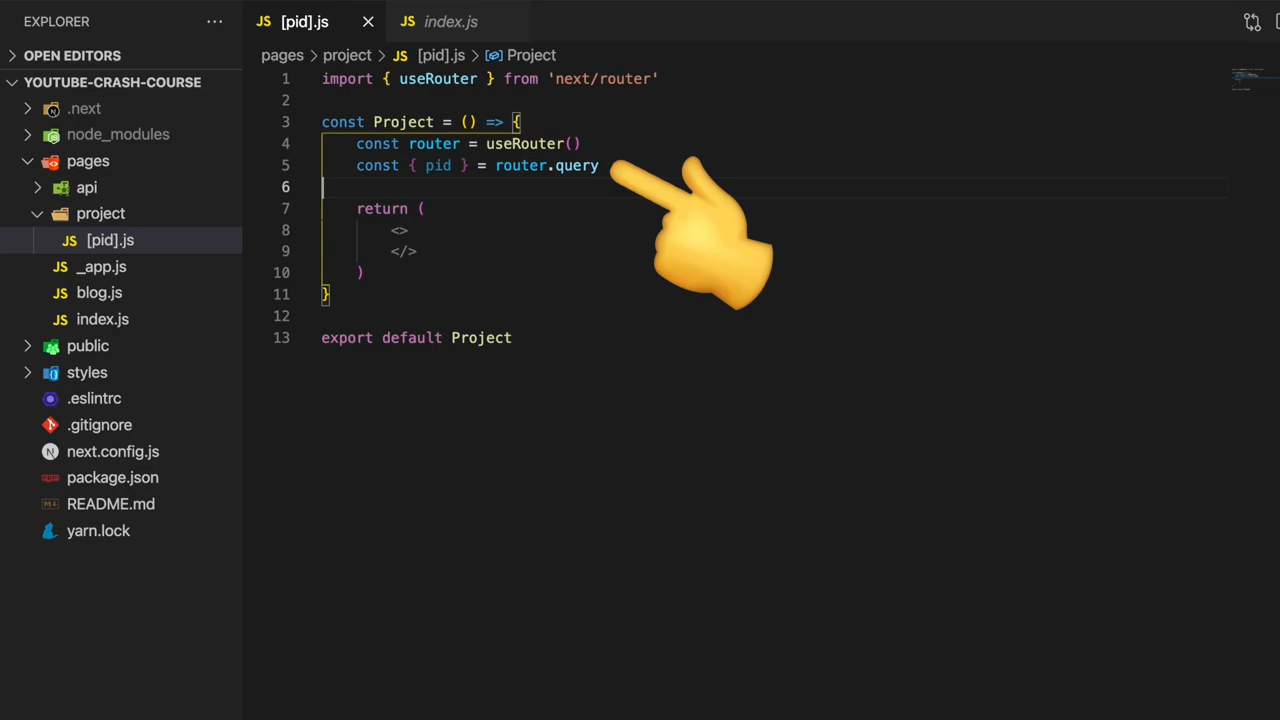 EXPLORER ...
JS [pid].js
JS index.js
OPEN EDITORS
YOUTUBE-CRASH-COURSE
.next
node_modules
pages
api
project
JS [pid].js
JS _app.js
JS blog.js
JS index.js
public
styles
.eslintrc
.gitignore
N next.config.js
package.json
README.md
yarn.lock
pages > project > JS [pid].js > Project
1 import { useRouter } from 'next/router'
2
3 const Project = () => {
4 const router = useRouter()
5 const { pid } = router.query
6
7 return (
8 <>
9 </>
10 )
11 }
12
13 export default Project